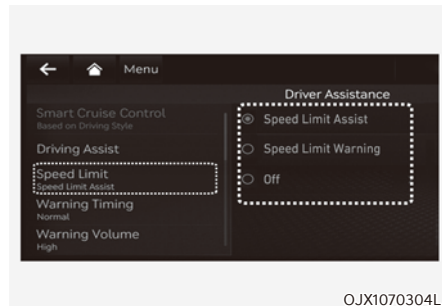 Menu
Driver Assistance
Smart Cruise Control
Based on Driving Style
Driving Assist
Speed Limit
Speed Limit Assist
Warning Timing
Normal
Warning Volume
High
Speed Limit Assist
Speed Limit Warning
Off
OJX1070304L